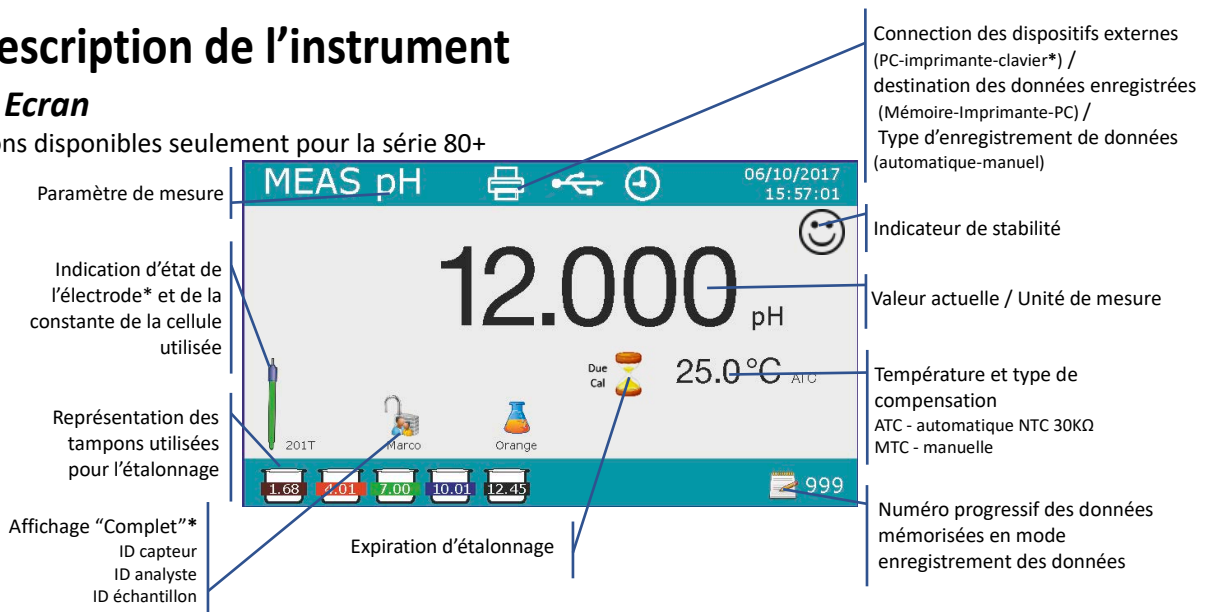 escription de l’instrument
Ecran
ns disponibles seulement pour la série 80+
Connection des dispositifs externes
(PC-imprimante-clavier*) /
destination des données enregistrées
(Mémoire-Imprimante-PC) /
Type d’enregistrement de données
(automatique-manuel)
Paramètre de mesure
MEAS pH
06/10/2017
15:57:01
Indicateur de stabilité
Indication d’état de
l’électrode* et de la
constante de la cellule
utilisée
12.000 pH
Valeur actuelle / Unité de mesure
Due
Cal
25.0 °C ATC
Température et type de
compensation
ATC - automatique NTC 30KΩ
MTC - manuelle
Représentation des
tampons utilisées
pour l’étalonnage
201T
Marco
Orange
1.68 4.01 7.00 10.01 12.45
999
Numéro progressif des données
mémorisées en mode
enregistrement des données
Affichage “Complet”*
ID capteur
ID analyste
ID échantillon
Expiration d’étalonnage